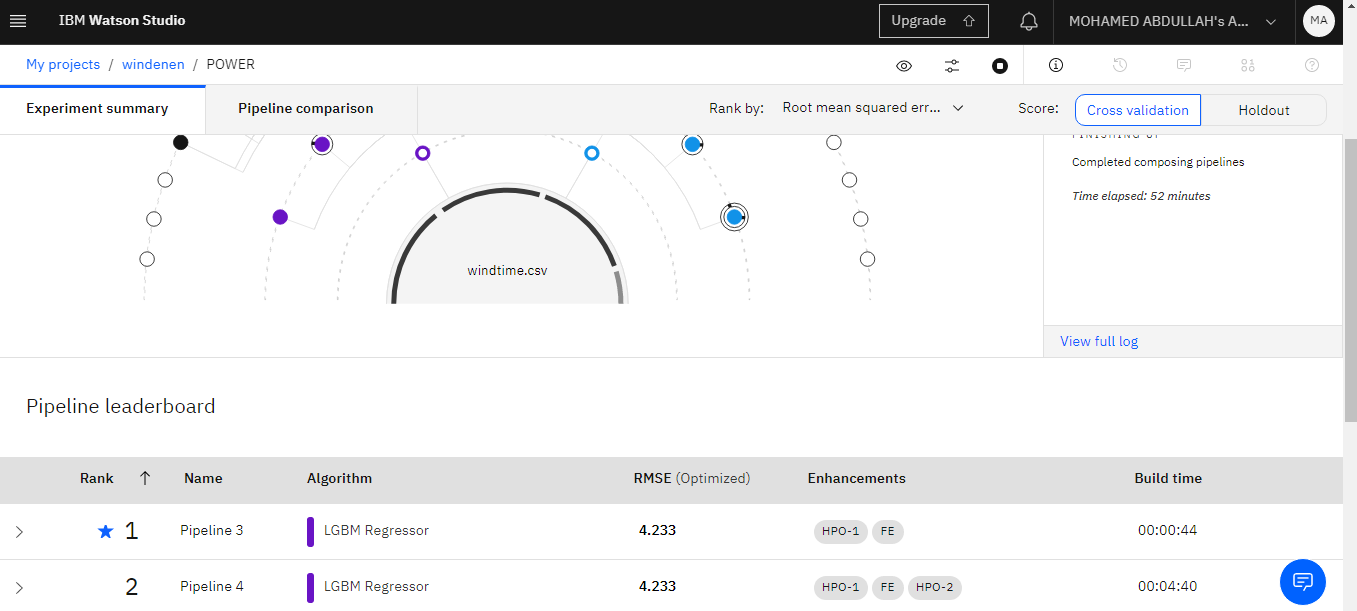 IBM Watson Studio
Upgrade
MOHAMED ABDULLAH's A...
MA
My projects / windenen / POWER
Experiment summary
Pipeline comparison
Rank by: Root mean squared err...
Score: Cross validation Holdout
Completed composing pipelines
Time elapsed: 52 minutes
windtime.csv
View full log
Pipeline leaderboard
Rank Name Algorithm RMSE (Optimized) Enhancements Build time
1 Pipeline 3 LGBM Regressor 4.233 HPO-1 FE 00:00:44
2 Pipeline 4 LGBM Regressor 4.233 HPO-1 FE HPO-2 00:04:40